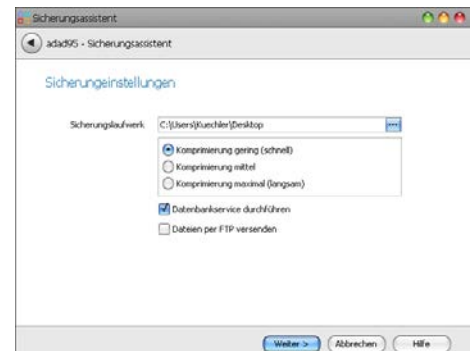 Sicherungsassistent
adad95 - Sicherungsassistent
Sicherungeinstellungen
Sicherungslaufwerk C:\Users\Kuechler\Desktop ...
Komprimierung gering (schnell)
Komprimierung mittel
Komprimierung maximal (langsam)
Datenbankservice durchführen
Dateien per FTP versenden
Weiter > Abbrechen Hilfe